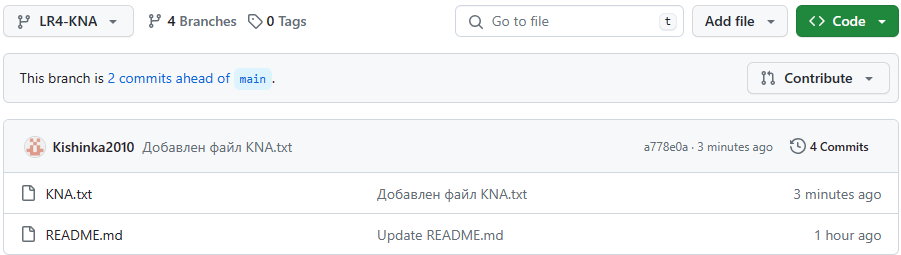 LR4-KNA 4 Branches 0 Tags Go to file t Add file <> Code
This branch is 2 commits ahead of main .
Contribute
Kishinka2010 Добавлен файл KNA.txt a778e0a · 3 minutes ago 4 Commits
KNA.txt Добавлен файл KNA.txt 3 minutes ago
README.md Update README.md 1 hour ago